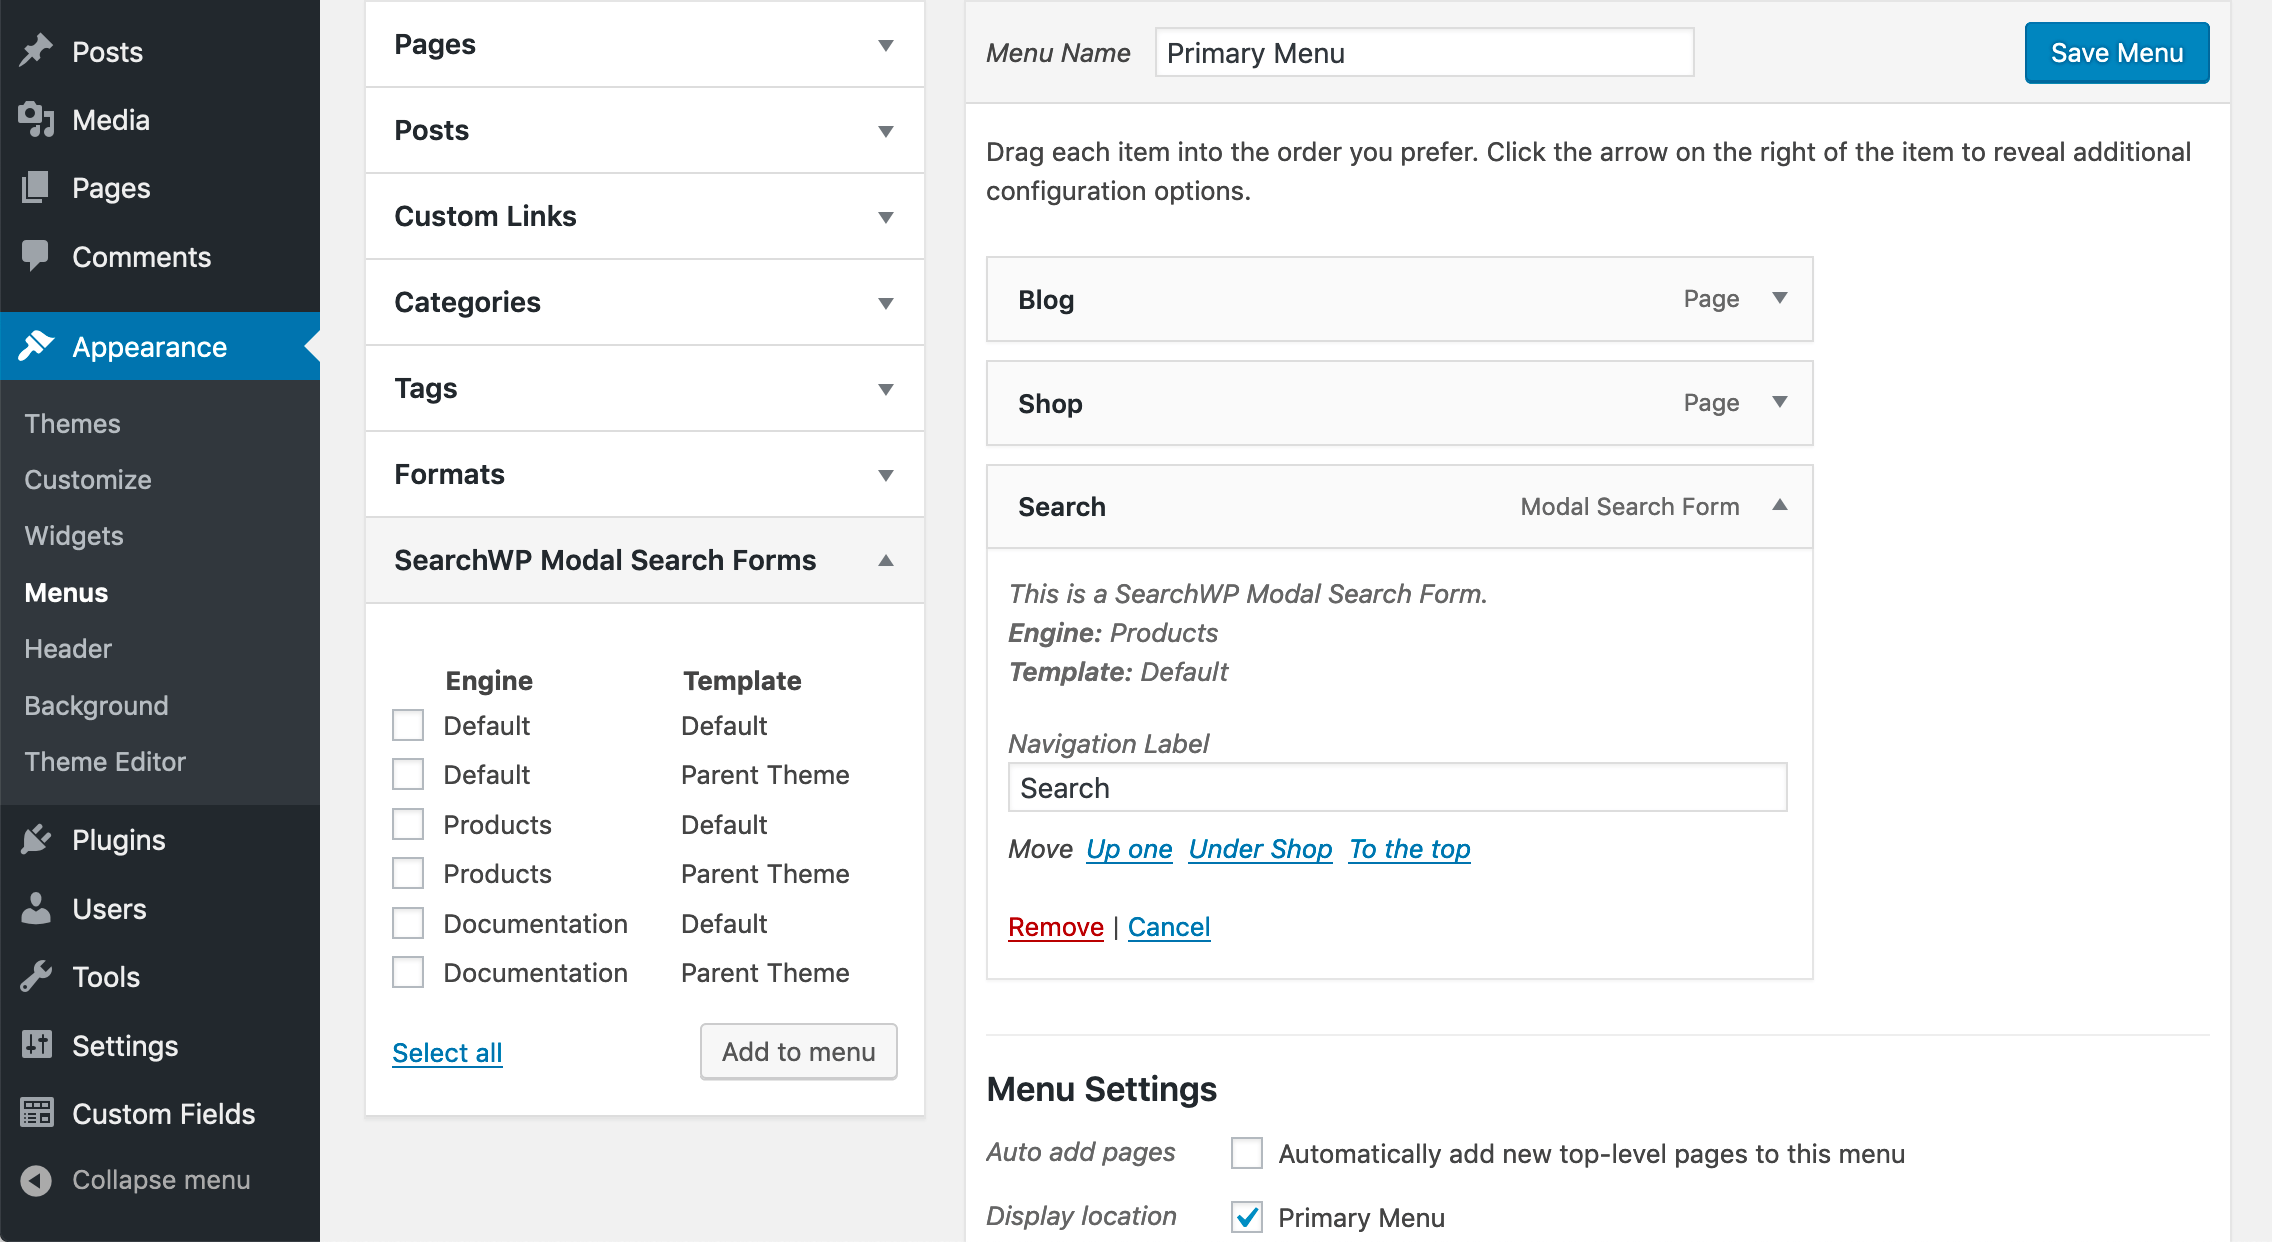 Posts
Media
Pages
Comments
Appearance
Themes
Customize
Widgets
Menus
Header
Background
Theme Editor
Plugins
Users
Tools
Settings
Custom Fields
Collapse menu
Pages
Posts
Custom Links
Categories
Tags
Formats
SearchWP Modal Search Forms
Engine Template
Default Default
Default Parent Theme
Products Default
Products Parent Theme
Documentation Default
Documentation Parent Theme
Select all Add to menu
Menu Name Primary Menu Save Menu
Drag each item into the order you prefer. Click the arrow on the right of the item to reveal additional
configuration options.
Blog Page
Shop Page
Search Modal Search Form
This is a SearchWP Modal Search Form.
Engine: Products
Template: Default
Navigation Label
Search
Move Up one Under Shop To the top
Remove | Cancel
Menu Settings
Auto add pages Automatically add new top-level pages to this menu
Display location Primary Menu